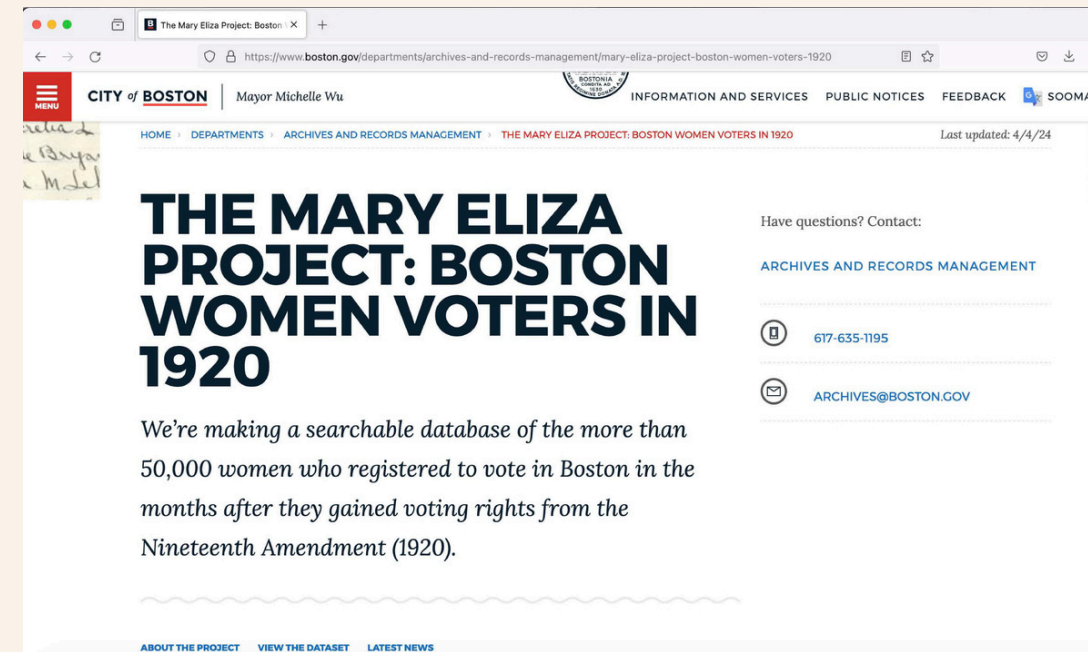 The Mary Eliza Project: Boston
https://www.boston.gov/departments/archives-and-records-management/mary-eliza-project-boston-women-voters-1920
MENU
CITY of BOSTON
Mayor Michelle Wu
BOSTONIA
CONDITA AD
1630
INFORMATION AND SERVICES PUBLIC NOTICES FEEDBACK SOOMA
HOME › DEPARTMENTS › ARCHIVES AND RECORDS MANAGEMENT › THE MARY ELIZA PROJECT: BOSTON WOMEN VOTERS IN 1920
Last updated: 4/4/24
THE MARY ELIZA
PROJECT: BOSTON
WOMEN VOTERS IN
1920
We’re making a searchable database of the more than
50,000 women who registered to vote in Boston in the
months after they gained voting rights from the
Nineteenth Amendment (1920).
Have questions? Contact:
ARCHIVES AND RECORDS MANAGEMENT
617-635-1195
ARCHIVES@BOSTON.GOV
ABOUT THE PROJECT VIEW THE DATASET LATEST NEWS